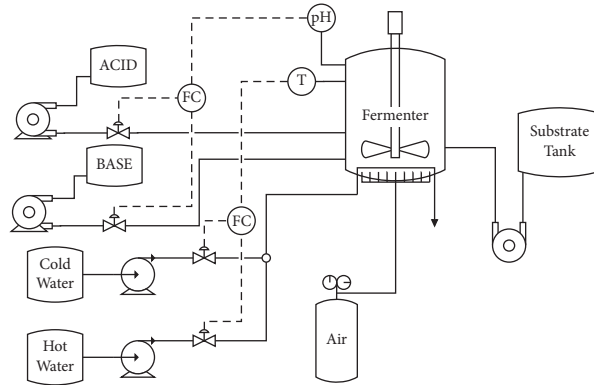 pH
ACID
T
FC
Fermenter
Substrate
Tank
BASE
FC
Cold
Water
Hot
Water
Air